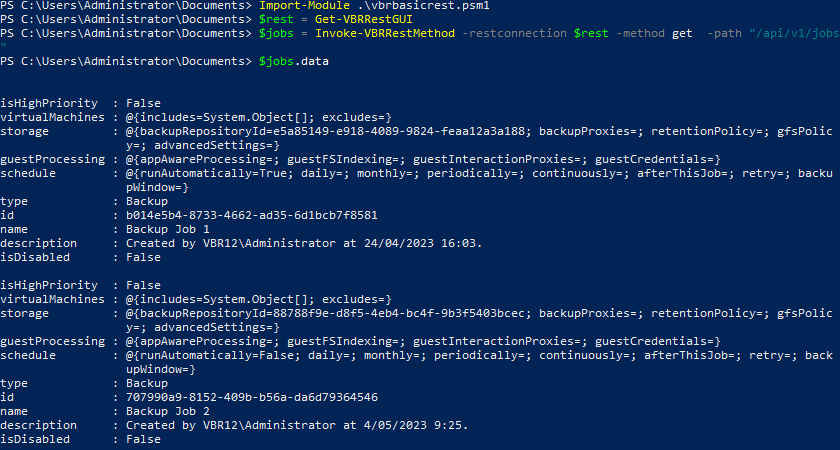 PS C:\Users\Administrator\Documents> Import-Module .\vbrbasicrest.psm1
PS C:\Users\Administrator\Documents> $rest = Get-VBRRestGUI
PS C:\Users\Administrator\Documents> $jobs = Invoke-VBRRestMethod -restconnection $rest -method get  -path "/api/v1/jobs
"
PS C:\Users\Administrator\Documents> $jobs.data
isHighPriority  : False
virtualMachines : @{includes=System.Object[]; excludes=}
storage         : @{backupRepositoryId=e5a85149-e918-4089-9824-feaa12a3a188; backupProxies=; retentionPolicy=; gfsPolic
                  y=; advancedSettings=}
guestProcessing : @{appAwareProcessing=; guestFSIndexing=; guestInteractionProxies=; guestCredentials=}
schedule        : @{runAutomatically=True; daily=; monthly=; periodically=; continuously=; afterThisJob=; retry=; backu
                  pWindow=}
type            : Backup
id              : b014e5b4-8733-4662-ad35-6d1bcb7f8581
name            : Backup Job 1
description     : Created by VBR12\Administrator at 24/04/2023 16:03.
isDisabled      : False
isHighPriority  : False
virtualMachines : @{includes=System.Object[]; excludes=}
storage         : @{backupRepositoryId=88788f9e-d8f5-4eb4-bc4f-9b3f5403bcec; backupProxies=; retentionPolicy=; gfsPolic
                  y=; advancedSettings=}
guestProcessing : @{appAwareProcessing=; guestFSIndexing=; guestInteractionProxies=; guestCredentials=}
schedule        : @{runAutomatically=False; daily=; monthly=; periodically=; continuously=; afterThisJob=; retry=; back
                  upWindow=}
type            : Backup
id              : 707990a9-8152-409b-b56a-da6d79364546
name            : Backup Job 2
description     : Created by VBR12\Administrator at 4/05/2023 9:25.
isDisabled      : False